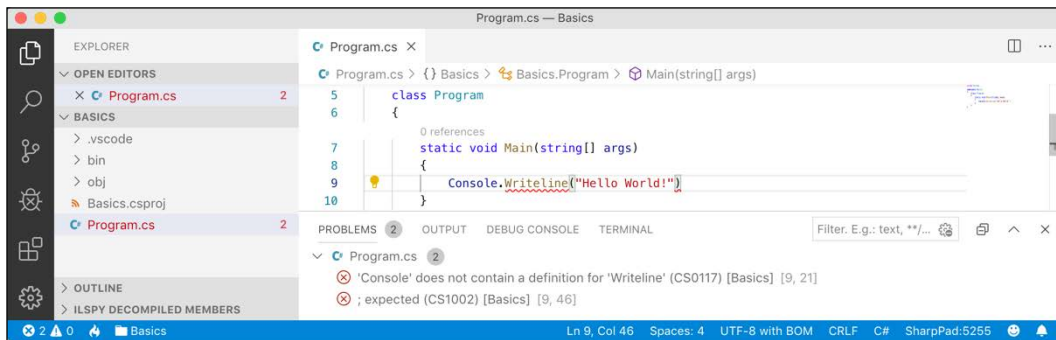 Program.cs — Basics
EXPLORER
OPEN EDITORS
Program.cs 2
BASICS
.vscode
bin
obj
Basics.csproj
Program.cs 2
OUTLINE
ILSPY DECOMPILED MEMBERS
C# Program.cs
C# Program.cs > {} Basics > Basics.Program > Main(string[] args)
5 class Program
6 {
0 references
7 static void Main(string[] args)
8 {
9 Console.Writeline("Hello World!")
10 }
PROBLEMS 2 OUTPUT DEBUG CONSOLE TERMINAL Filter. E.g.: text, **/...
C# Program.cs 2
'Console' does not contain a definition for 'Writeline' (CS0117) [Basics] [9, 21]
; expected (CS1002) [Basics] [9, 46]
2 0 Basics Ln 9, Col 46 Spaces: 4 UTF-8 with BOM CRLF C# SharpPad:5255